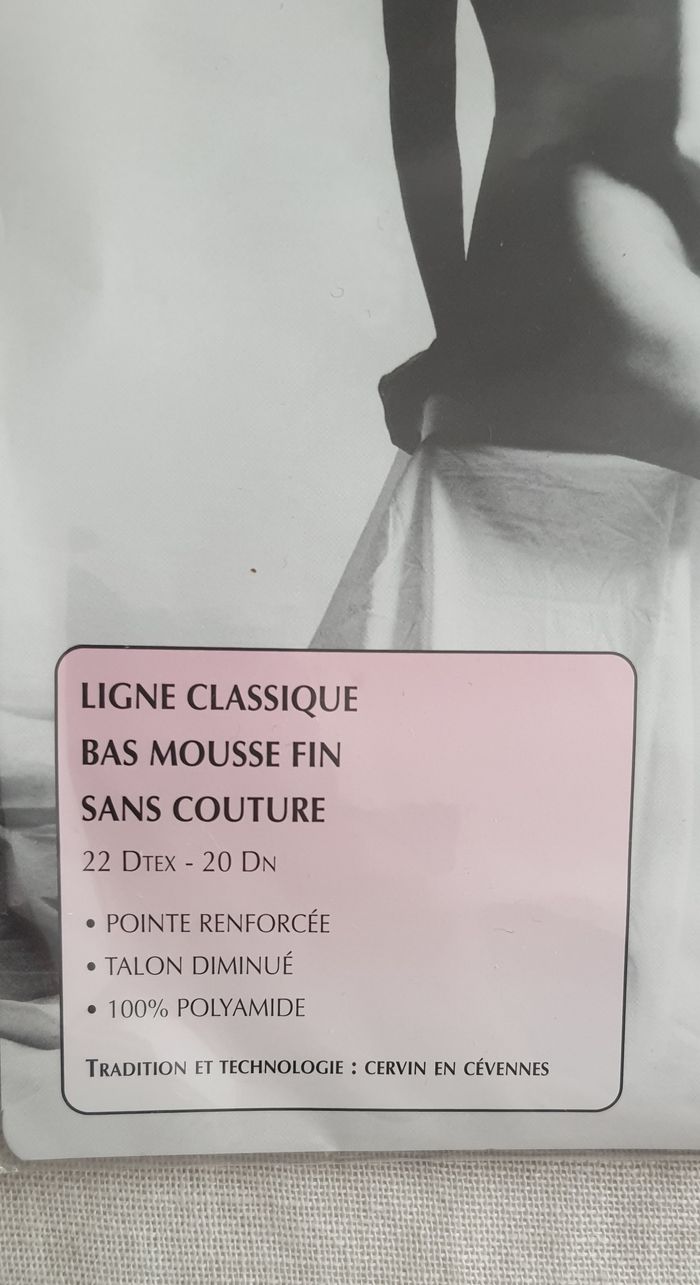 LIGNE CLASSIQUE
BAS MOUSSE FIN
SANS COUTURE
22 DTEX - 20 DN
• POINTE RENFORCÉE
• TALON DIMINUÉ
• 100% POLYAMIDE
TRADITION ET TECHNOLOGIE : CERVIN EN CÉVENNES